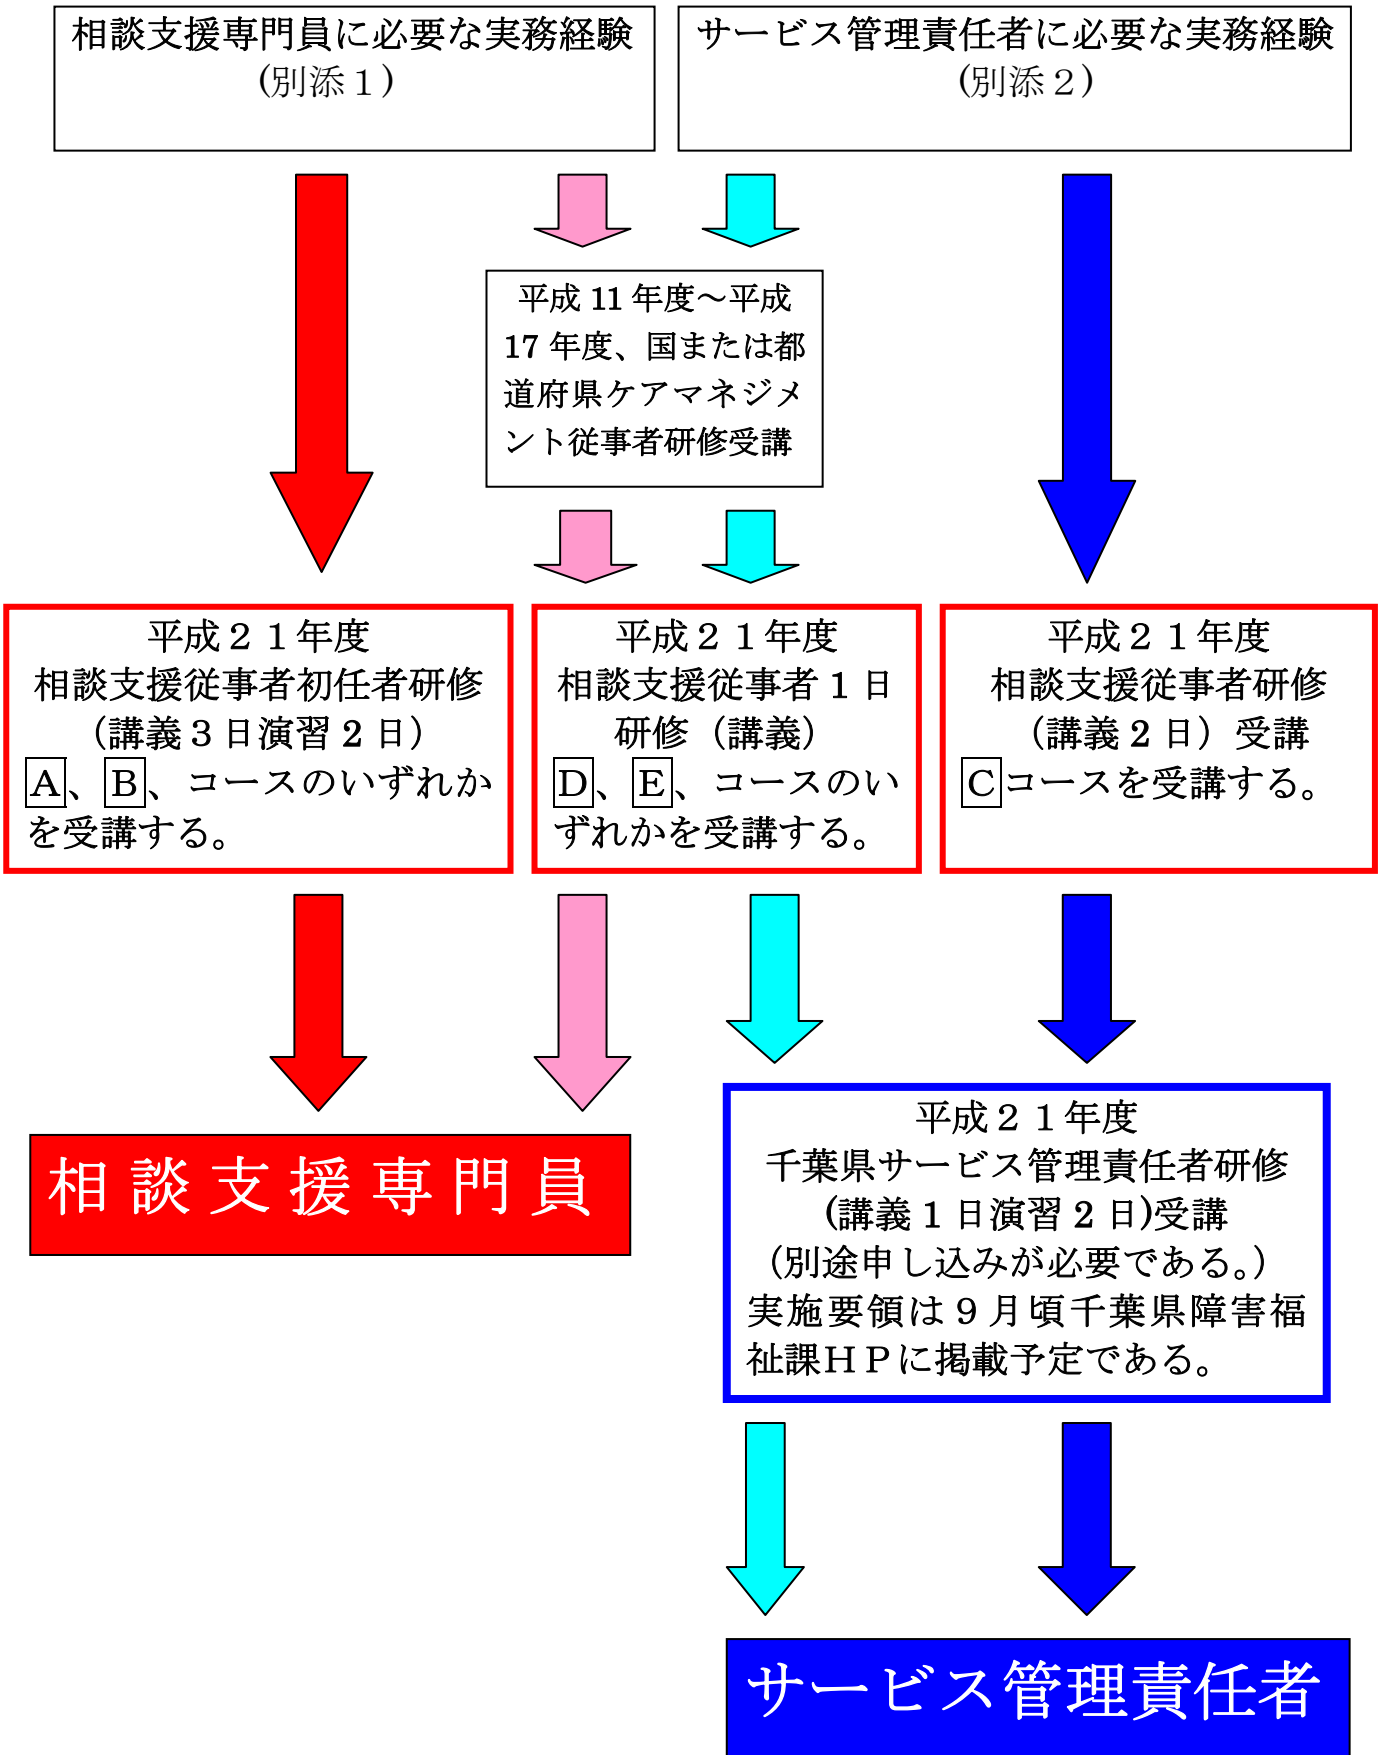 相談支援専門員に必要な実務経験
(別添１)
サービス管理責任者に必要な実務経験
(別添２)
平成 11 年度～平成
17 年度、国または都
道府県ケアマネジメ
ント従事者研修受講
平成２１年度
相談支援従事者初任者研修
（講義３日演習 2 日）
A、B、コースのいずれか
を受講する。
平成２１年度
相談支援従事者 1 日
研修（講義）
D、E、コースのい
ずれかを受講する。
平成２１年度
相談支援従事者研修
（講義 2 日）受講
Cコースを受講する。
相談支援専門員
平成２１年度
千葉県サービス管理責任者研修
(講義 1 日演習 2 日)受講
（別途申し込みが必要である。）
実施要領は９月頃千葉県障害福
祉課ＨＰに掲載予定である。
サービス管理責任者